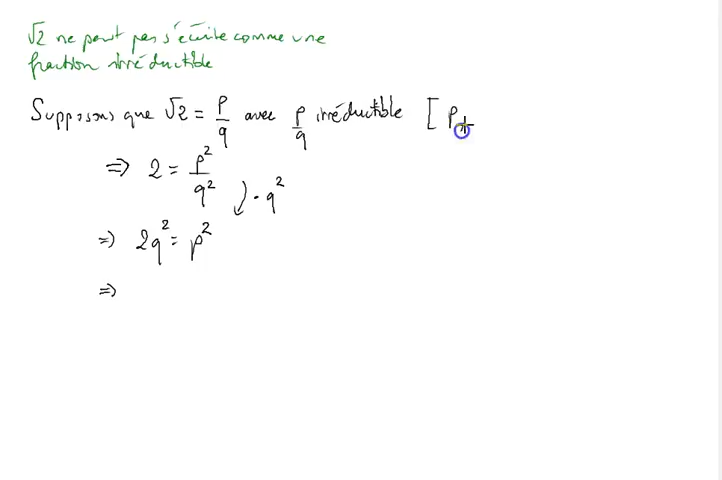 √2 ne peut pas s'écrire comme une
fraction irréductible
Supposons que √2 = p/q avec p/q irréductible [ p
⇒ 2 = p²/q²
· q²
⇒ 2q² = p²
⇒